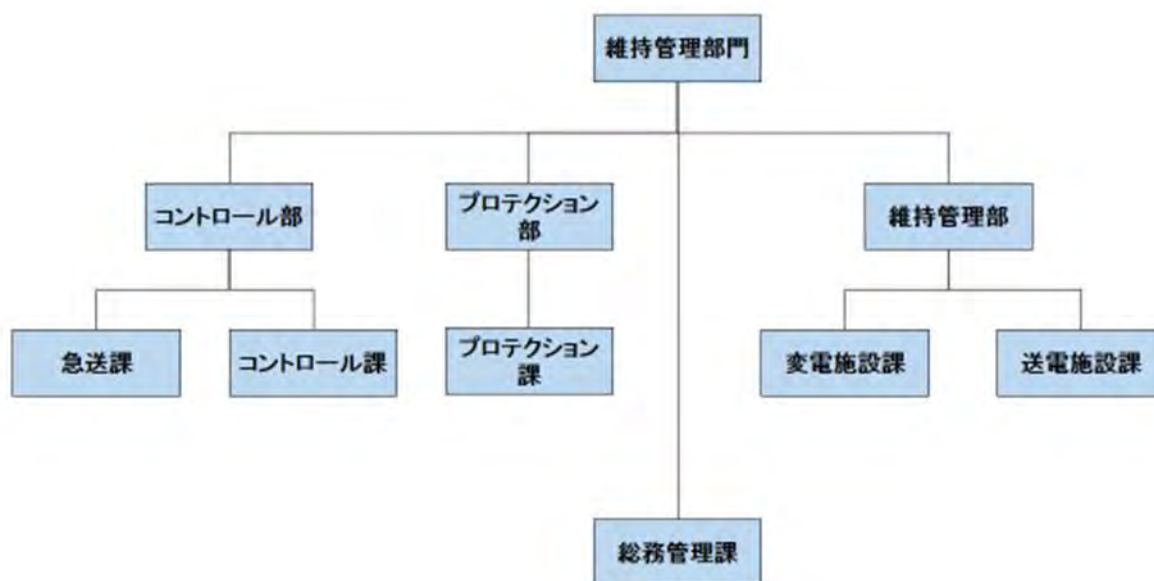 維持管理部門
コントロール部
プロテクション
部
維持管理部
急送課
コントロール課
プロテクション
課
変電施設課
送電施設課
総務管理課